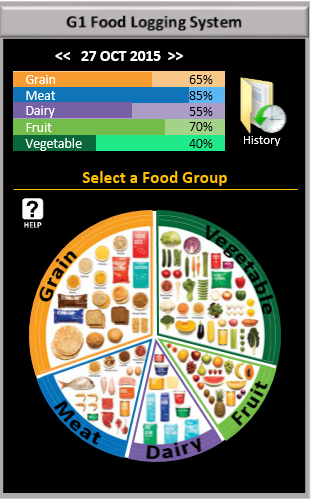 G1 Food Logging System
<< 27 OCT 2015 >>
Grain 65%
Meat 85%
Dairy 55%
Fruit 70%
Vegetable 40%
History
Select a Food Group
?
HELP
Grain
Vegetable
Meat
Dairy
Fruit